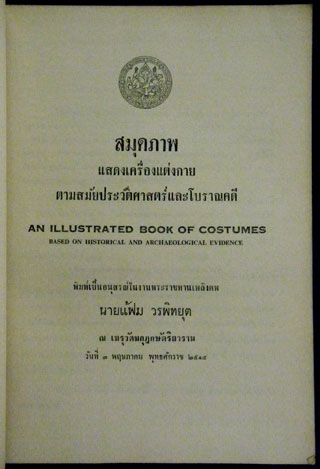 สมุดภาพ
แสดงเครื่องแต่งกาย
ตามสมัยประวัติศาสตร์และโบราณคดี
AN ILLUSTRATED BOOK OF COSTUMES
BASED ON HISTORICAL AND ARCHAEOLOGICAL EVIDENCE
พิมพ์เป็นอนุสรณ์ในงานพระราชทานเพลิงศพ
นายแฟ้ม วรพิทยุต
ณ เมรุวัดมกุฏกษัตริยาราม
วันที่ ๓ พฤษภาคม พุทธศักราช ๒๕๑๕